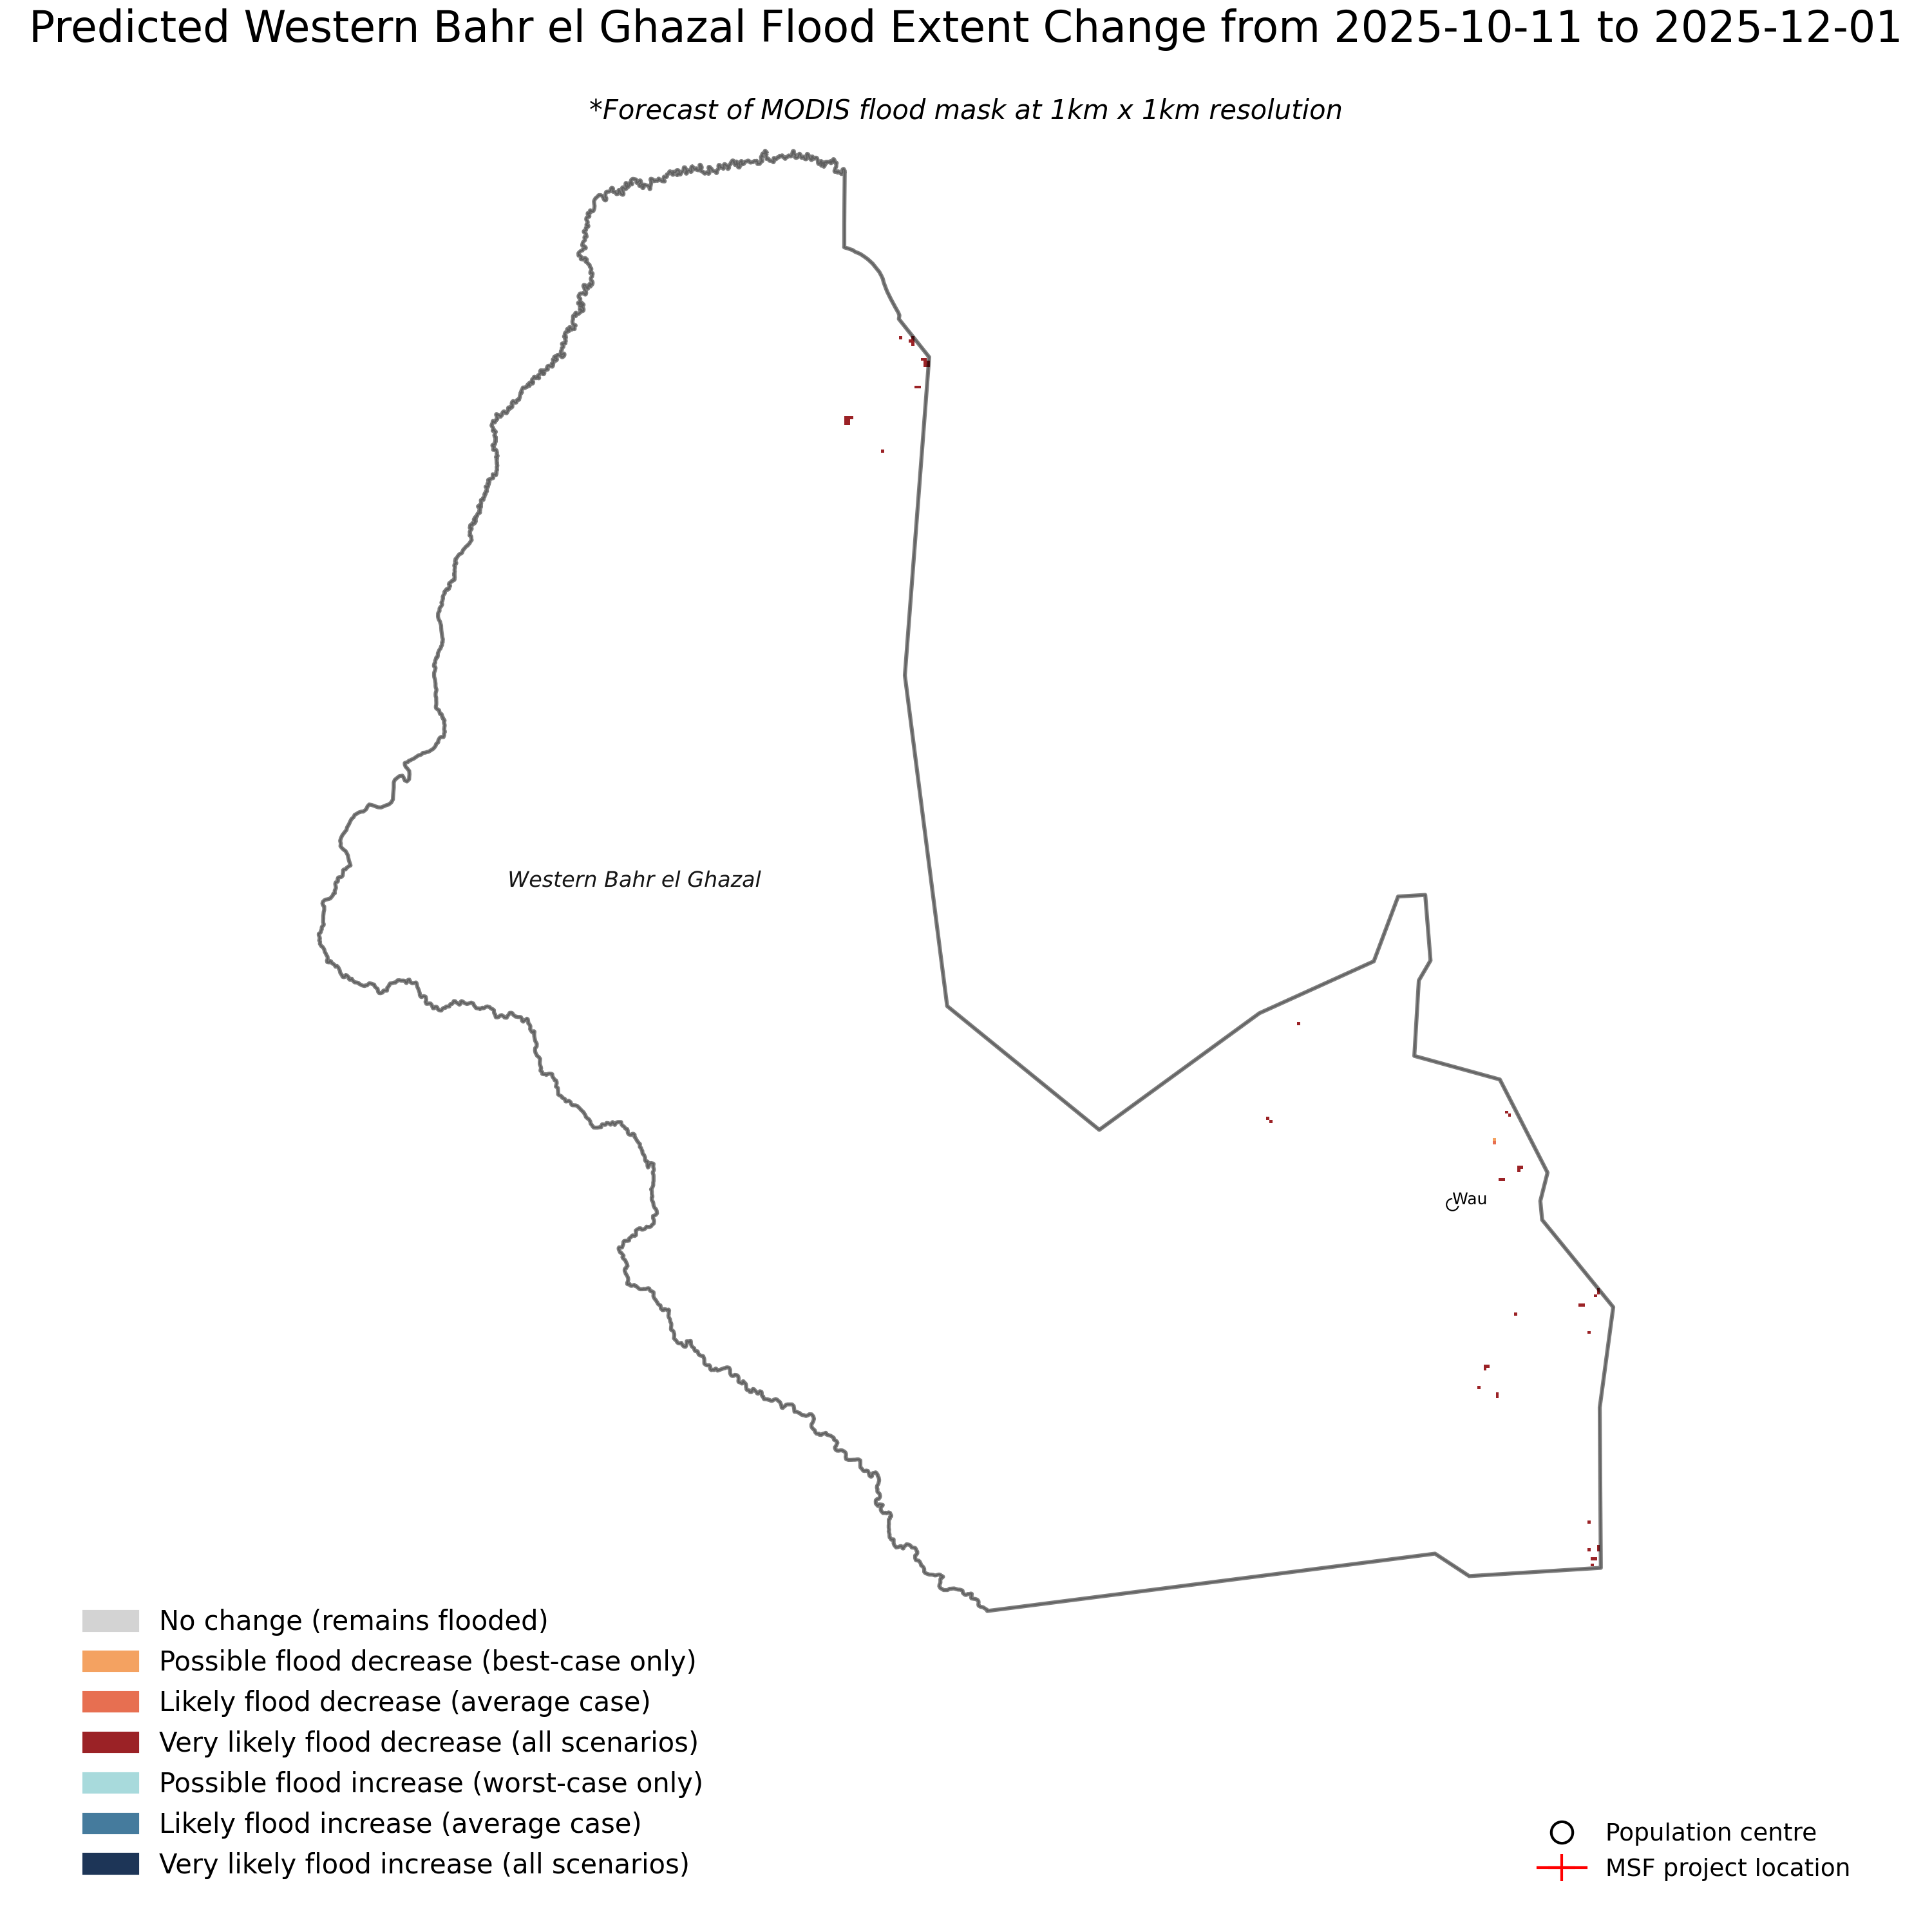 Predicted Western Bahr el Ghazal Flood Extent Change from 2025-10-11 to 2025-12-01
*Forecast of MODIS flood mask at 1km x 1km resolution
Western Bahr el Ghazal
Wau
No change (remains flooded)
Possible flood decrease (best-case only)
Likely flood decrease (average case)
Very likely flood decrease (all scenarios)
Possible flood increase (worst-case only)
Likely flood increase (average case)
Very likely flood increase (all scenarios)
Population centre
MSF project location